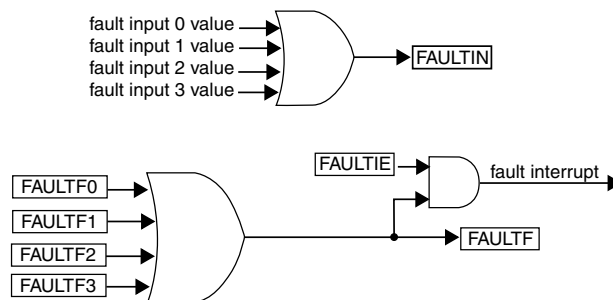 fault input 0 value
fault input 1 value
fault input 2 value
fault input 3 value
FAULTIN
FAULTIE
fault interrupt
FAULTF0
FAULTF1
FAULTF2
FAULTF3
FAULTF